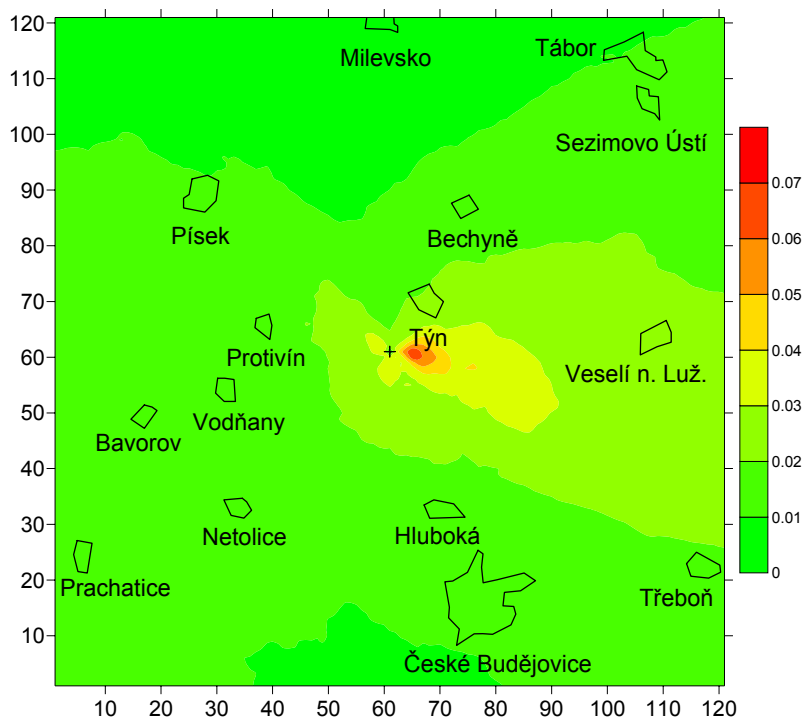 120
Milevsko
Tábor
110
Sezimovo Ústí
100
90
Písek
Bechyně
80
70
Týn
Protivín
60
Veselí n. Luž.
Vodňany
50
Bavorov
40
30
Netolice
Hluboká
20
Prachatice
Třeboň
10
České Budějovice
10 20 30 40 50 60 70 80 90 100 110 120
0.07
0.06
0.05
0.04
0.03
0.02
0.01
0